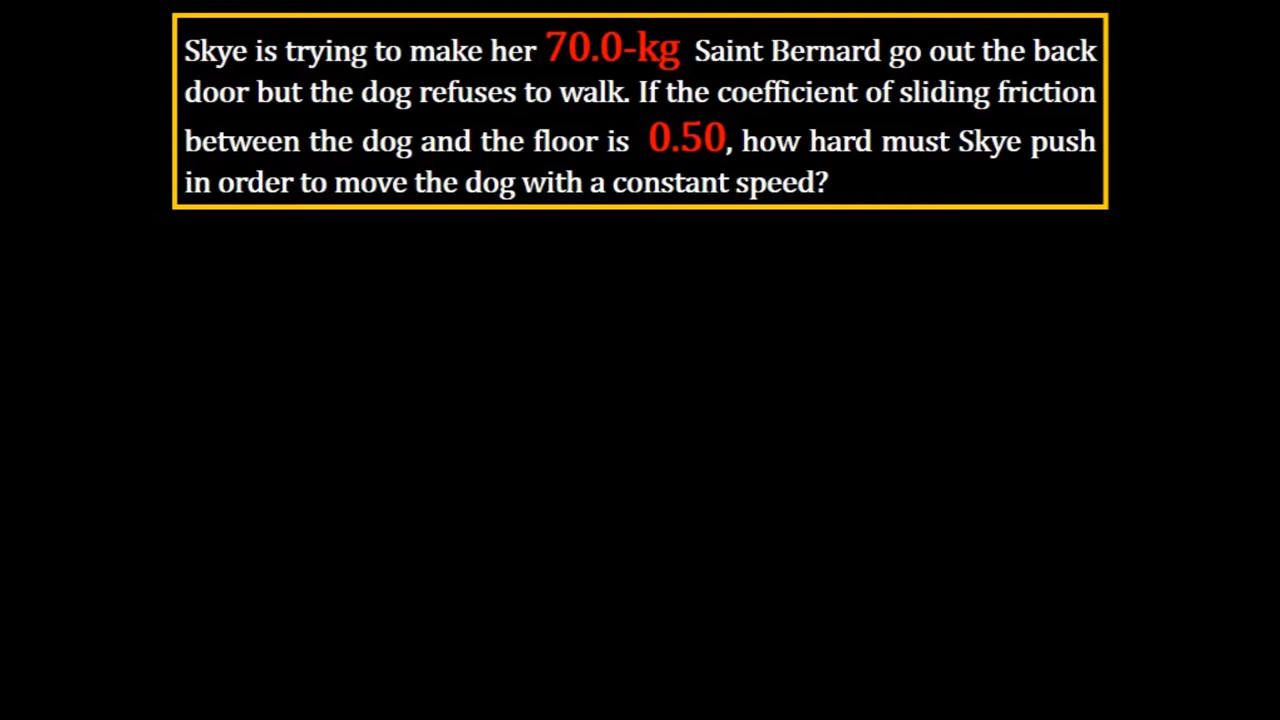 Skye is trying to make her 70.0-kg Saint Bernard go out the back
door but the dog refuses to walk. If the coefficient of sliding friction
between the dog and the floor is 0.50, how hard must Skye push
in order to move the dog with a constant speed?